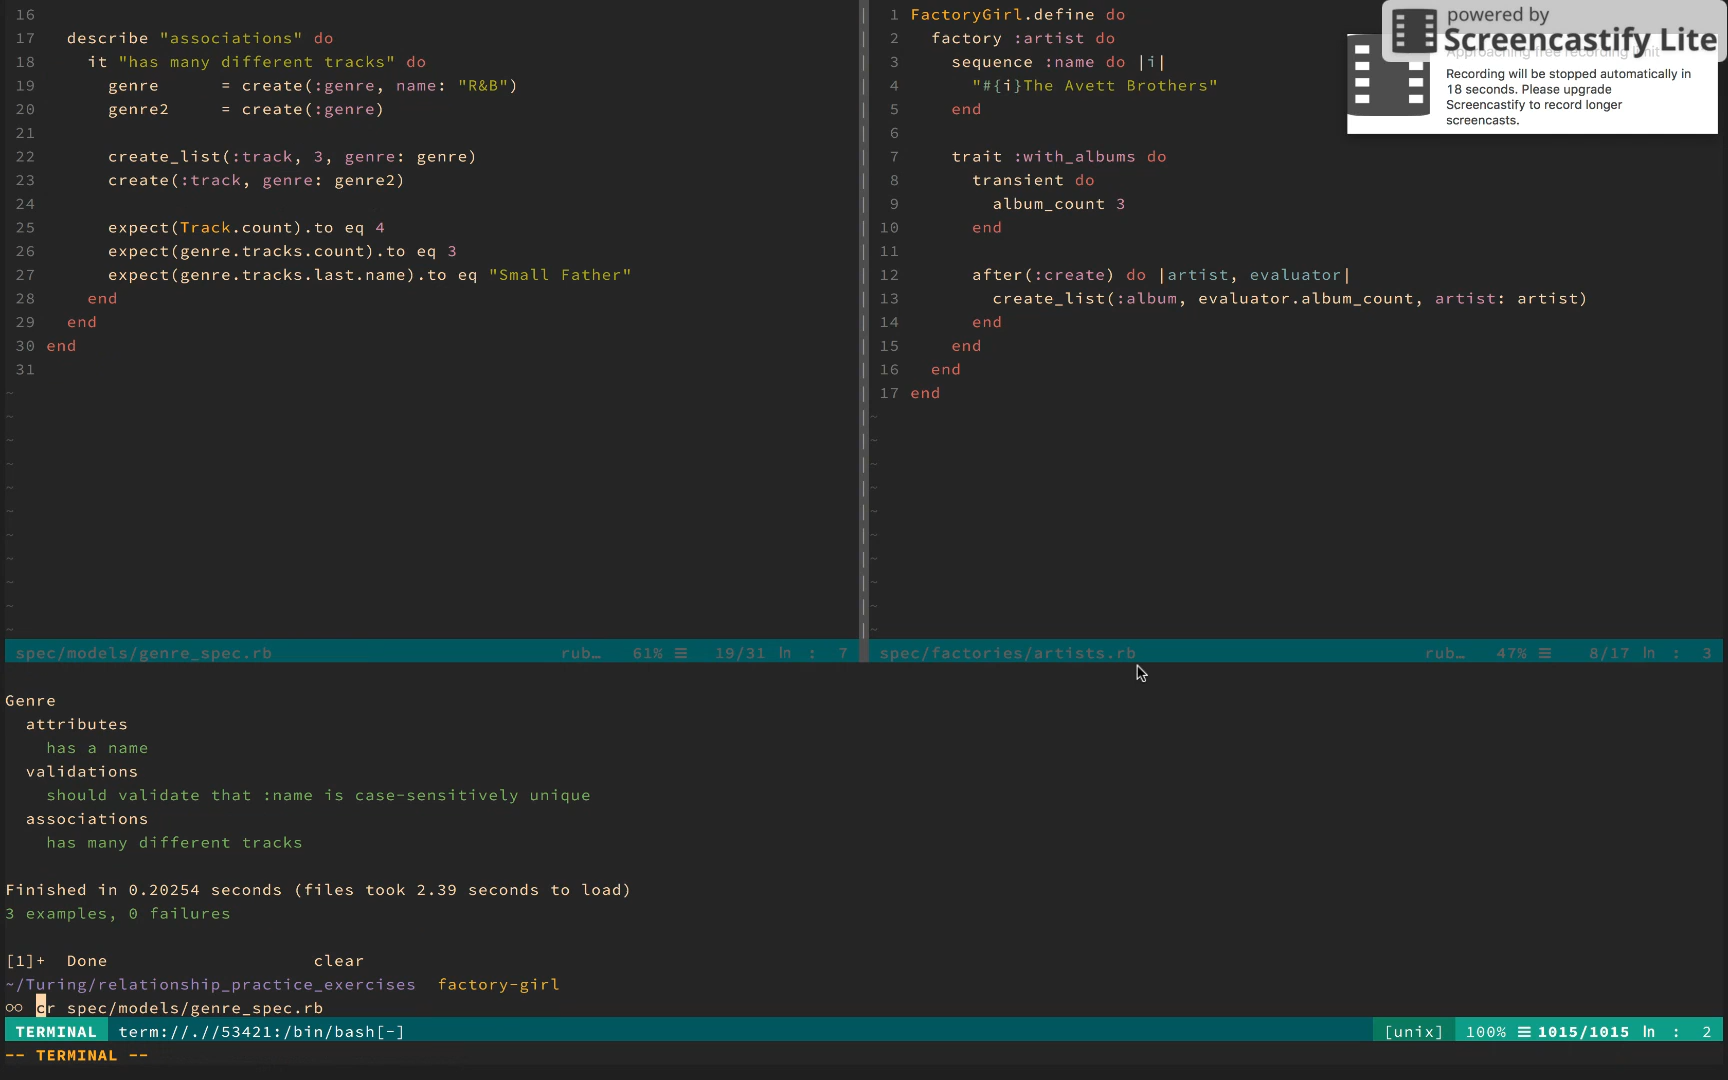 16
17 describe "associations" do
18 it "has many different tracks" do
19 genre = create(:genre, name: "R&B")
20 genre2 = create(:genre)
21
22 create_list(:track, 3, genre: genre)
23 create(:track, genre: genre2)
24
25 expect(Track.count).to eq 4
26 expect(genre.tracks.count).to eq 3
27 expect(genre.tracks.last.name).to eq "Small Father"
28 end
29 end
30 end
31
~
~
~
~
~
~
~
~
~
~
~
spec/models/genre_spec.rb rub… 61% ☰ 19/31 ln : 7
1 FactoryGirl.define do
2 factory :artist do
3 sequence :name do |i|
4 "#{i}The Avett Brothers"
5 end
6
7 trait :with_albums do
8 transient do
9 album_count 3
10 end
11
12 after(:create) do |artist, evaluator|
13 create_list(:album, evaluator.album_count, artist: artist)
14 end
15 end
16 end
17 end
~
~
~
~
~
~
~
~
~
~
spec/factories/artists.rb rub… 47% ☰ 8/17 ln : 3
powered by
Screencastify Lite
Approaching free recording limit
Recording will be stopped automatically in
18 seconds. Please upgrade
Screencastify to record longer
screencasts.
Genre
attributes
has a name
validations
should validate that :name is case-sensitively unique
associations
has many different tracks
Finished in 0.20254 seconds (files took 2.39 seconds to load)
3 examples, 0 failures
[1]+ Done clear
~/Turing/relationship_practice_exercises factory-girl
∞ cr spec/models/genre_spec.rb
TERMINAL term://.//53421:/bin/bash[-] [unix] 100% ☰ 1015/1015 ln : 2
-- TERMINAL --